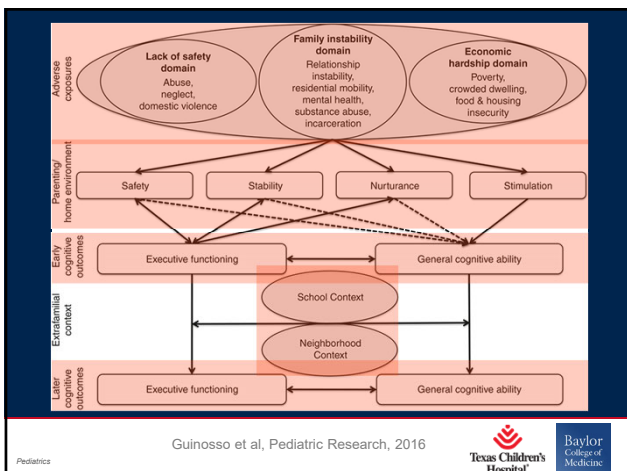 Adverse
exposures
Lack of safety
domain
Abuse,
neglect,
domestic violence
Family instability
domain
Relationship
instability,
residential mobility,
mental health,
substance abuse,
incarceration
Economic
hardship domain
Poverty,
crowded dwelling,
food & housing
insecurity
Parenting/
home environment
Safety
Stability
Nurturance
Stimulation
Early
cognitive
outcomes
Executive functioning
General cognitive ability
Extrafamilial
context
School Context
Neighborhood
Context
Later
cognitive
outcomes
Executive functioning
General cognitive ability
Guinosso et al, Pediatric Research, 2016
Pediatrics
Texas Children's
Hospital®
Baylor
College of
Medicine